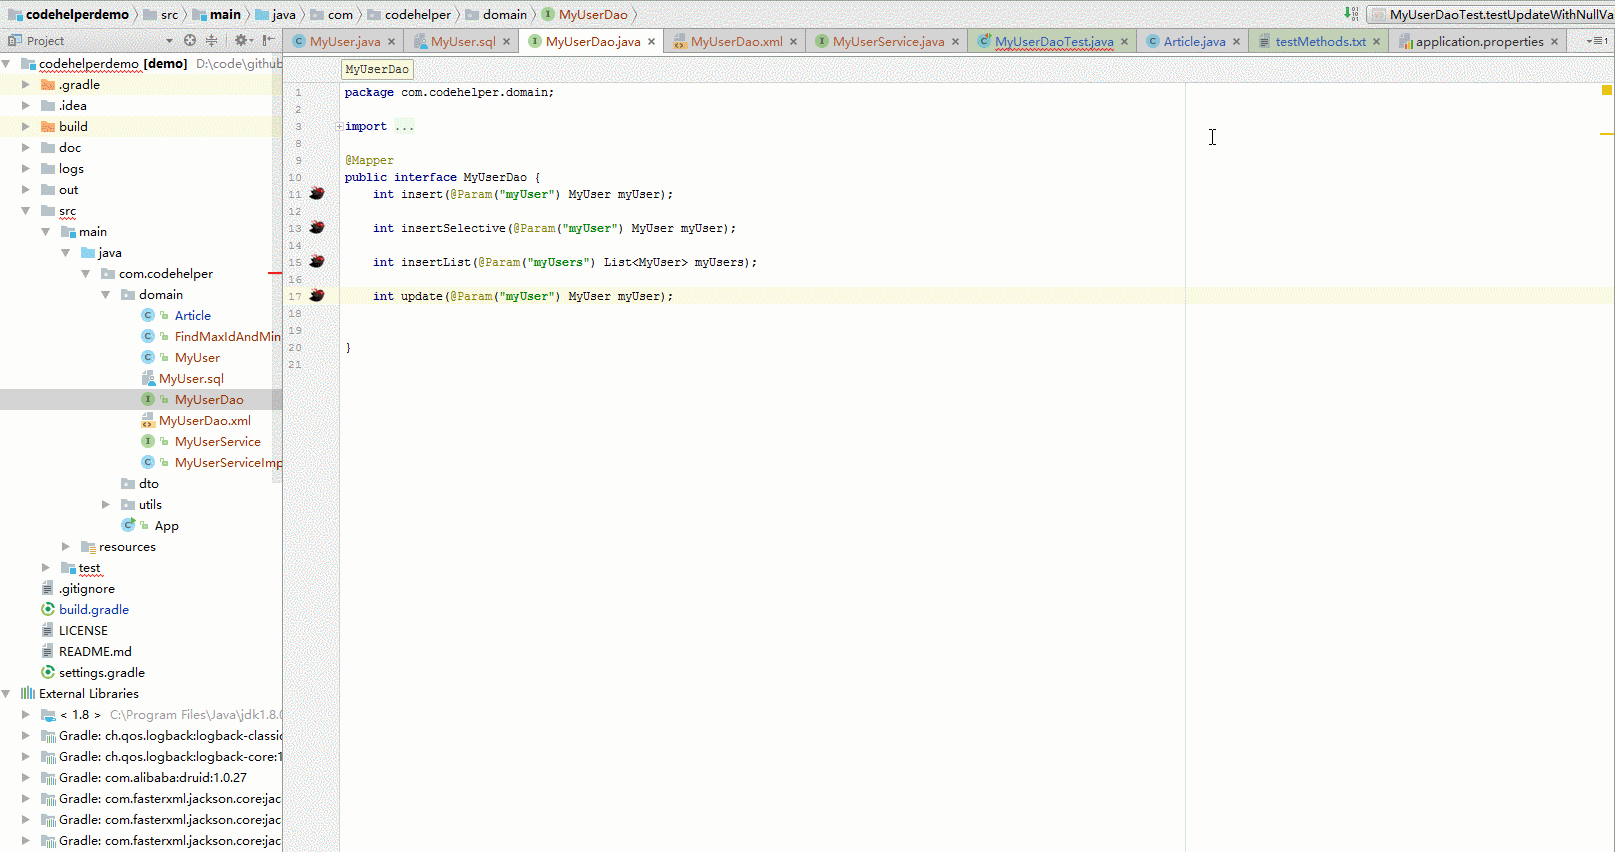 codehelperdemo src main java com codehelper domain MyUserDao MyUserDaoTest.testUpdateWithNullVa
Project MyUser.java MyUser.sql MyUserDao.java MyUserDao.xml MyUserService.java MyUserDaoTest.java Article.java testMethods.txt application.properties 1
codehelperdemo [demo] D:\code\github
.gradle
.idea
build
doc
logs
out
src
main
java
com.codehelper
domain
Article
FindMaxIdAndMin
MyUser
MyUser.sql
MyUserDao
MyUserDao.xml
MyUserService
MyUserServiceImp
dto
utils
App
resources
test
.gitignore
build.gradle
LICENSE
README.md
settings.gradle
External Libraries
< 1.8 > C:\Program Files\Java\jdk1.8.0
Gradle: ch.qos.logback:logback-classic
Gradle: ch.qos.logback:logback-core:1
Gradle: com.alibaba:druid:1.0.27
Gradle: com.fasterxml.jackson.core:jac
Gradle: com.fasterxml.jackson.core:jac
Gradle: com.fasterxml.jackson.core:jac
MyUserDao
1 package com.codehelper.domain;
2
3 import ...
8
9 @Mapper
10 public interface MyUserDao {
11 int insert(@Param("myUser") MyUser myUser);
12
13 int insertSelective(@Param("myUser") MyUser myUser);
14
15 int insertList(@Param("myUsers") List<MyUser> myUsers);
16
17 int update(@Param("myUser") MyUser myUser);
18
19
20 }
21